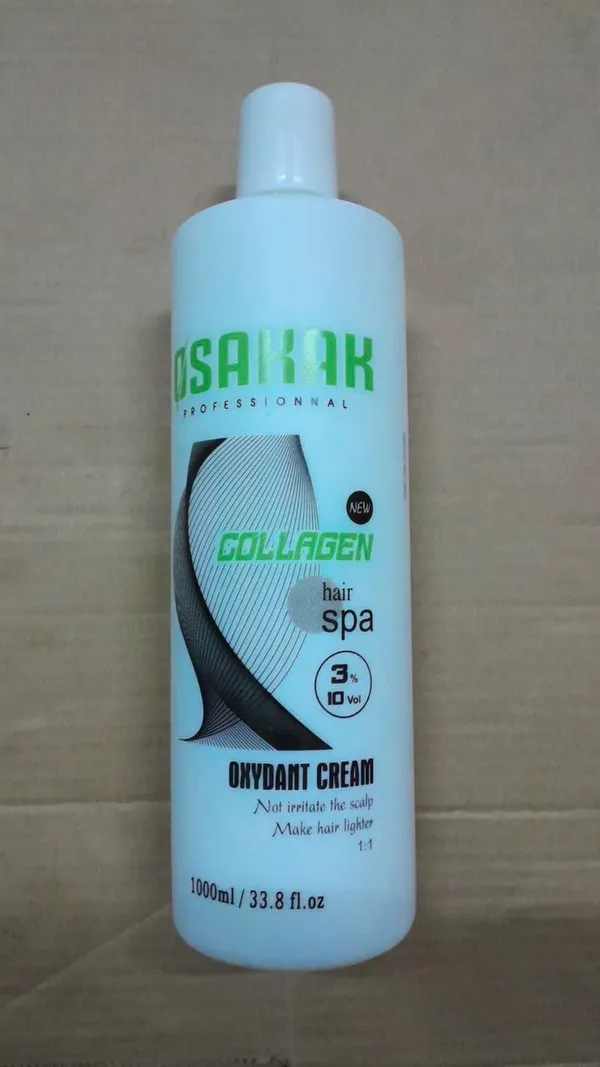 ØSAKAK
PROFESSIONNAL
NEW
COLLAGEN
hair
spa
3%
10 Vol
OXYDANT CREAM
Not irritate the scalp
Make hair lighter
1:1
1000ml / 33.8 fl.oz